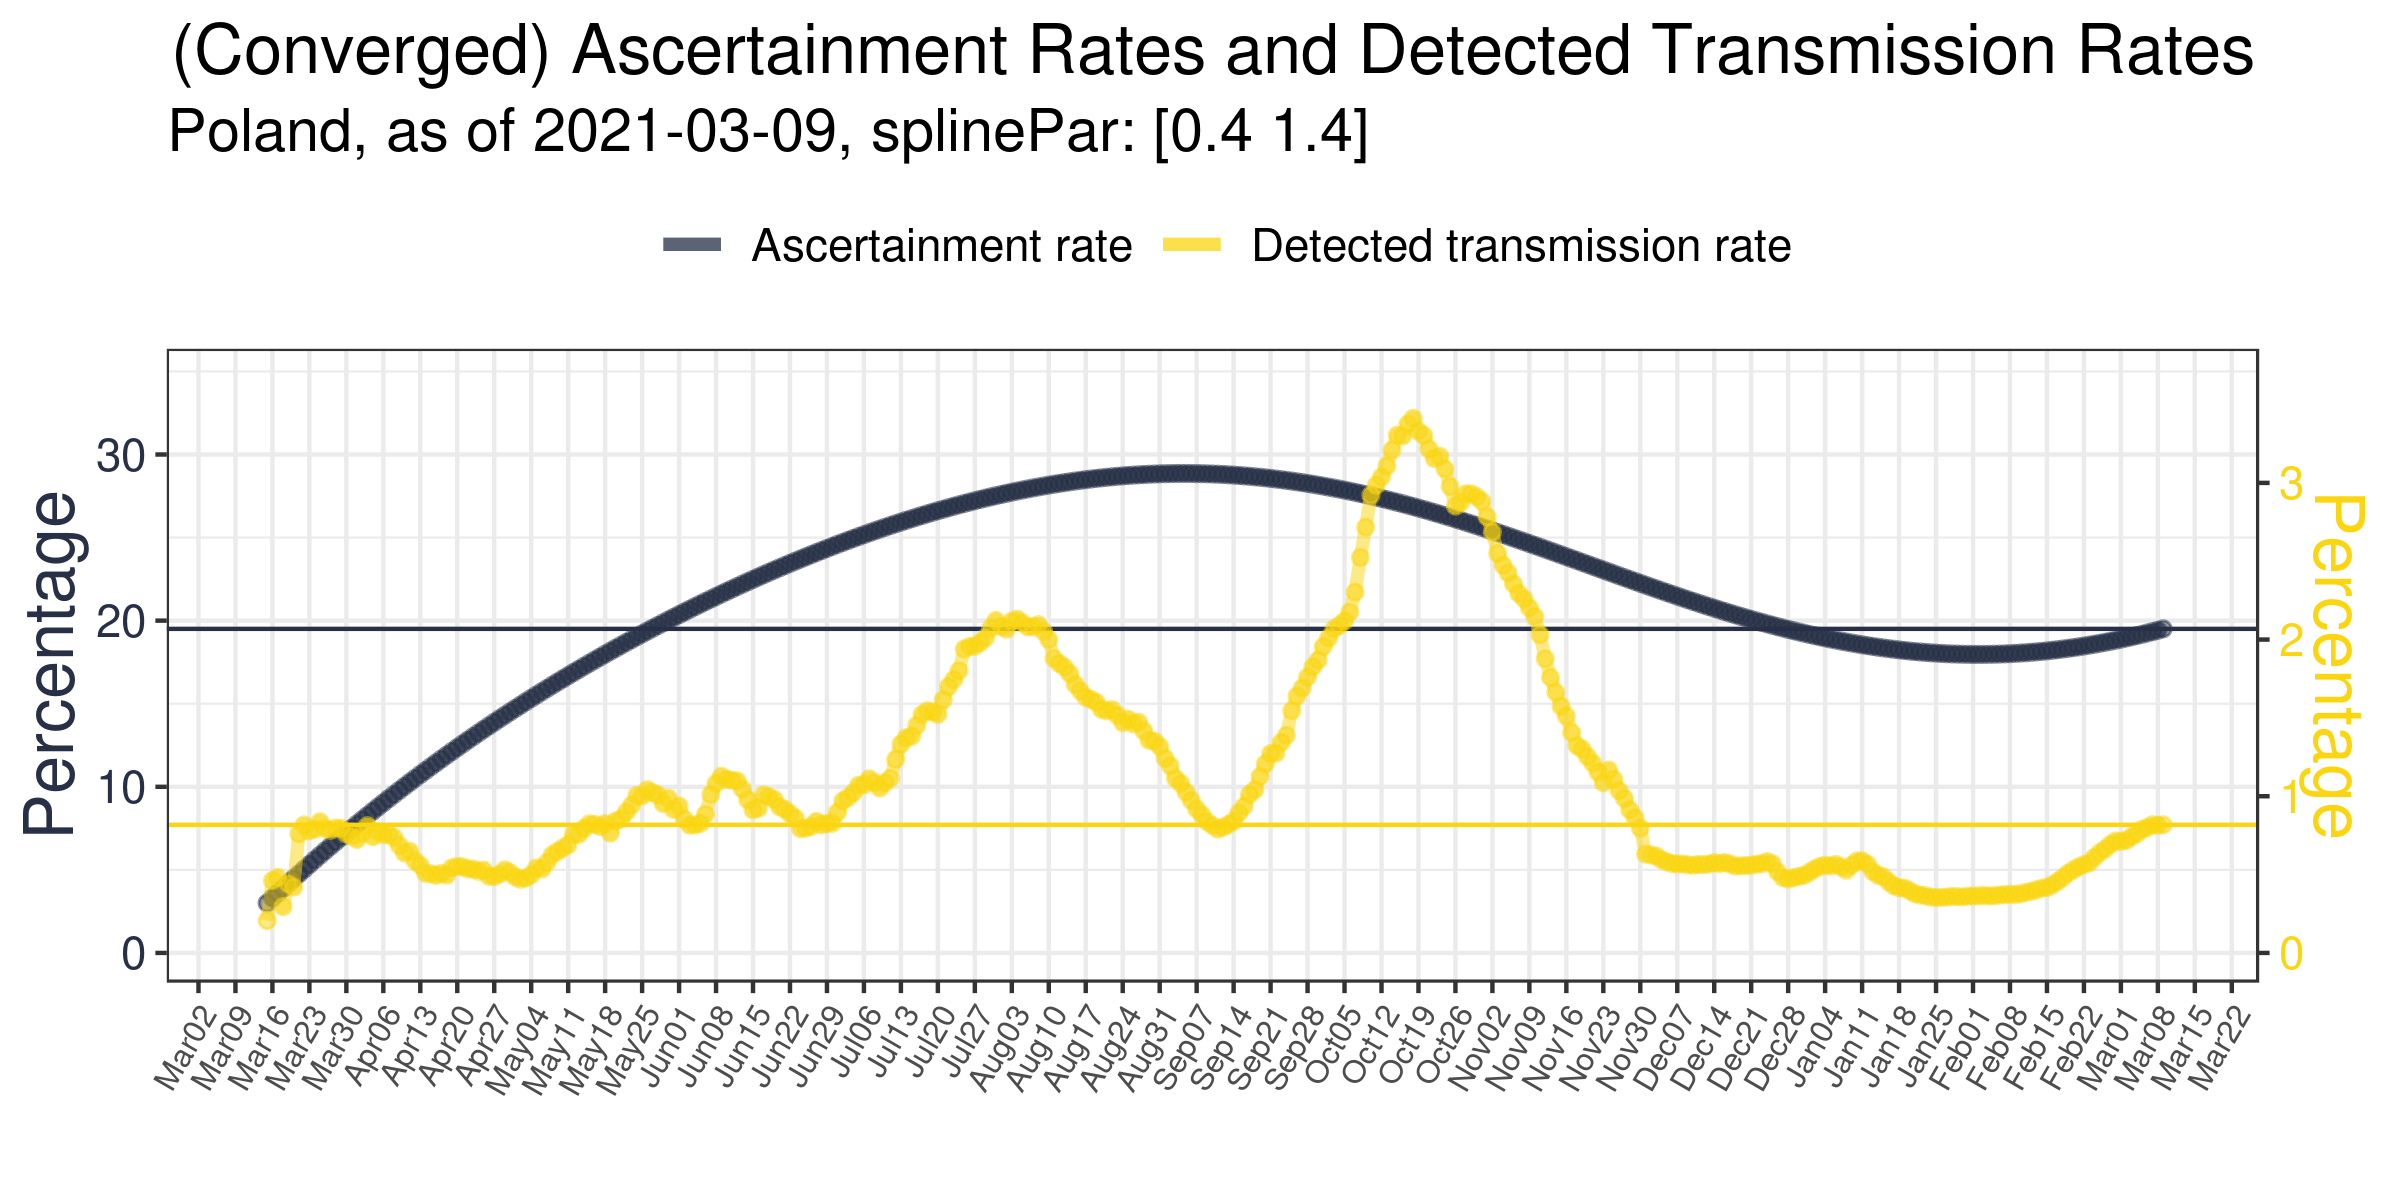 (Converged) Ascertainment Rates and Detected Transmission Rates
Poland, as of 2021-03-09, splinePar: [0.4 1.4]
Ascertainment rate
Detected transmission rate
Percentage
30
20
10
0
3
2
1
0
Percentage
Mar02
Mar09
Mar16
Mar23
Mar30
Apr06
Apr13
Apr20
Apr27
May04
May11
May18
May25
Jun01
Jun08
Jun15
Jun22
Jun29
Jul06
Jul13
Jul20
Jul27
Aug03
Aug10
Aug17
Aug24
Aug31
Sep07
Sep14
Sep21
Sep28
Oct05
Oct12
Oct19
Oct26
Nov02
Nov09
Nov16
Nov23
Nov30
Dec07
Dec14
Dec21
Dec28
Jan04
Jan11
Jan18
Jan25
Feb01
Feb08
Feb15
Feb22
Mar01
Mar08
Mar15
Mar22